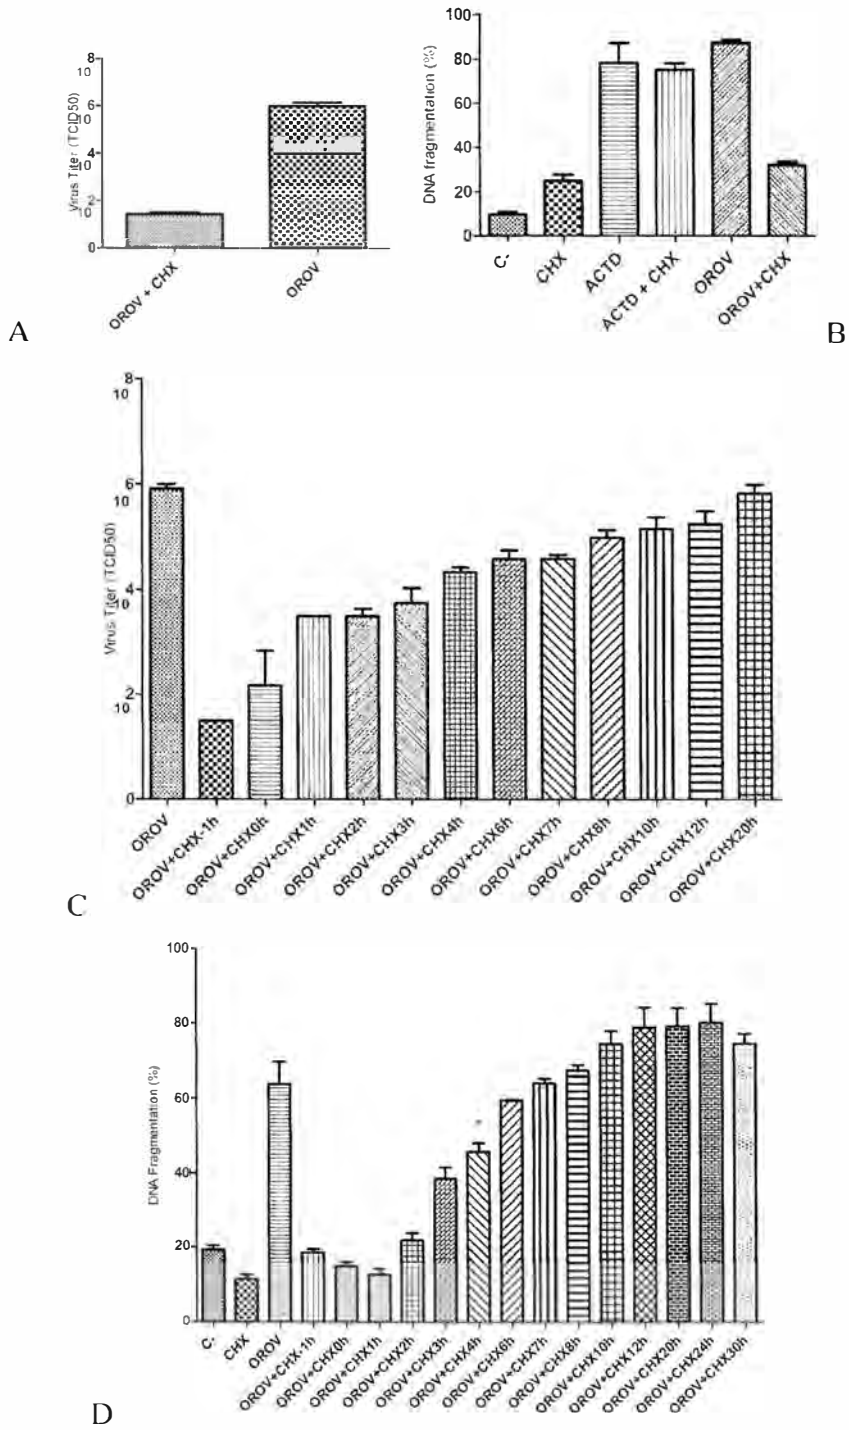 8
10
6
10
4
10
2
10
0
Virus Titer (TCID50)
OROV + CHX
OROV
A
100
80
60
40
20
0
DNA fragmentation (%)
C-
CHX
ACTD
ACTD + CHX
OROV
OROV+CHX
B
8
10
6
10
4
10
2
10
0
Virus Titer (TCID50)
OROV
OROV+CHX-1h
OROV+CHX0h
OROV+CHX1h
OROV+CHX2h
OROV+CHX3h
OROV+CHX4h
OROV+CHX6h
OROV+CHX7h
OROV+CHX8h
OROV+CHX10h
OROV+CHX12h
OROV+CHX20h
C
100
80
60
40
20
0
DNA Fragmentation (%)
C-
CHX
OROV
OROV+CHX-1h
OROV+CHX0h
OROV+CHX1h
OROV+CHX2h
OROV+CHX3h
OROV+CHX4h
OROV+CHX6h
OROV+CHX7h
OROV+CHX8h
OROV+CHX10h
OROV+CHX12h
OROV+CHX20h
OROV+CHX24h
OROV+CHX30h
D